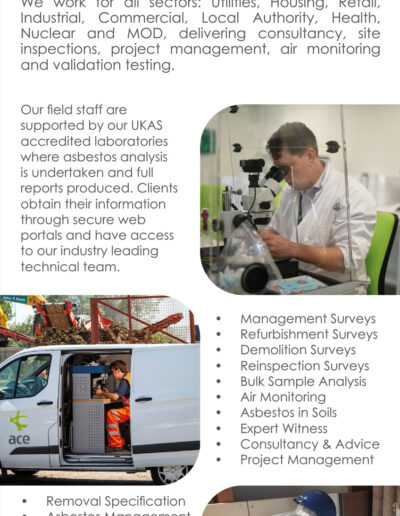 We work for all sectors: Utilities, Housing, Retail,
Industrial, Commercial, Local Authority, Health,
Nuclear and MOD, delivering consultancy, site
inspections, project management, air monitoring
and validation testing.
Our field staff are
supported by our UKAS
accredited laboratories
where asbestos analysis
is undertaken and full
reports produced. Clients
obtain their information
through secure web
portals and have access
to our industry leading
technical team.
ace
• Management Surveys
• Refurbishment Surveys
• Demolition Surveys
• Reinspection Surveys
• Bulk Sample Analysis
• Air Monitoring
• Asbestos in Soils
• Expert Witness
• Consultancy & Advice
• Project Management
• Removal Specification
• Asbestos Management